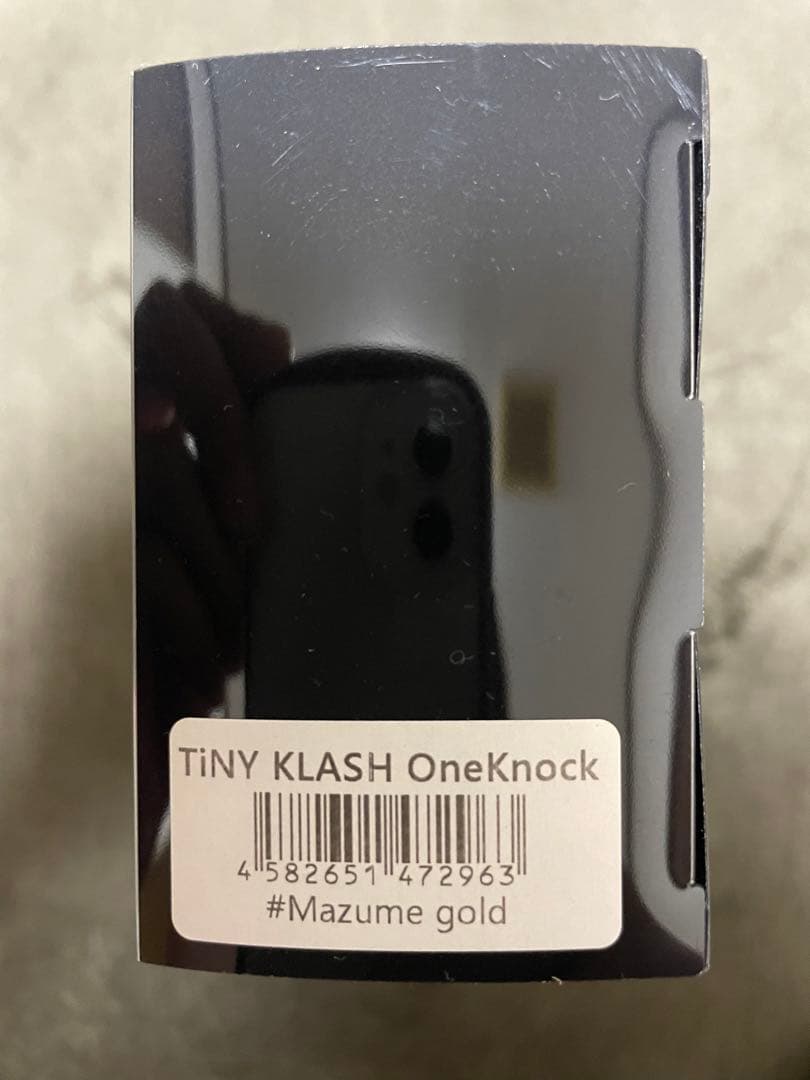 TiNY KLASH OneKnock
4 582651 472963
#Mazume gold